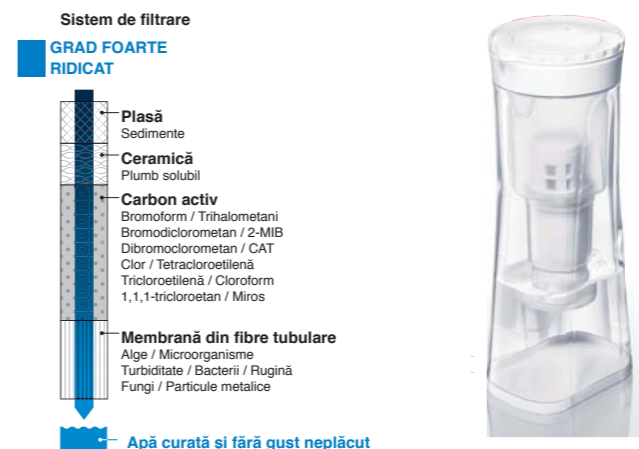 Sistem de filtrare
GRAD FOARTE
RIDICAT
Plasă
Sedimente
Ceramică
Plumb solubil
Carbon activ
Bromoform / Trihalometani
Bromodiclorometan / 2-MIB
Dibromoclorometan / CAT
Clor / Tetracloroetilenă
Tricloroetilenă / Cloroform
1,1,1-tricloroetan / Miros
Membrană din fibre tubulare
Alge / Microorganisme
Turbiditate / Bacterii / Rugină
Fungi / Particule metalice
Apă curată și fără gust neplăcut